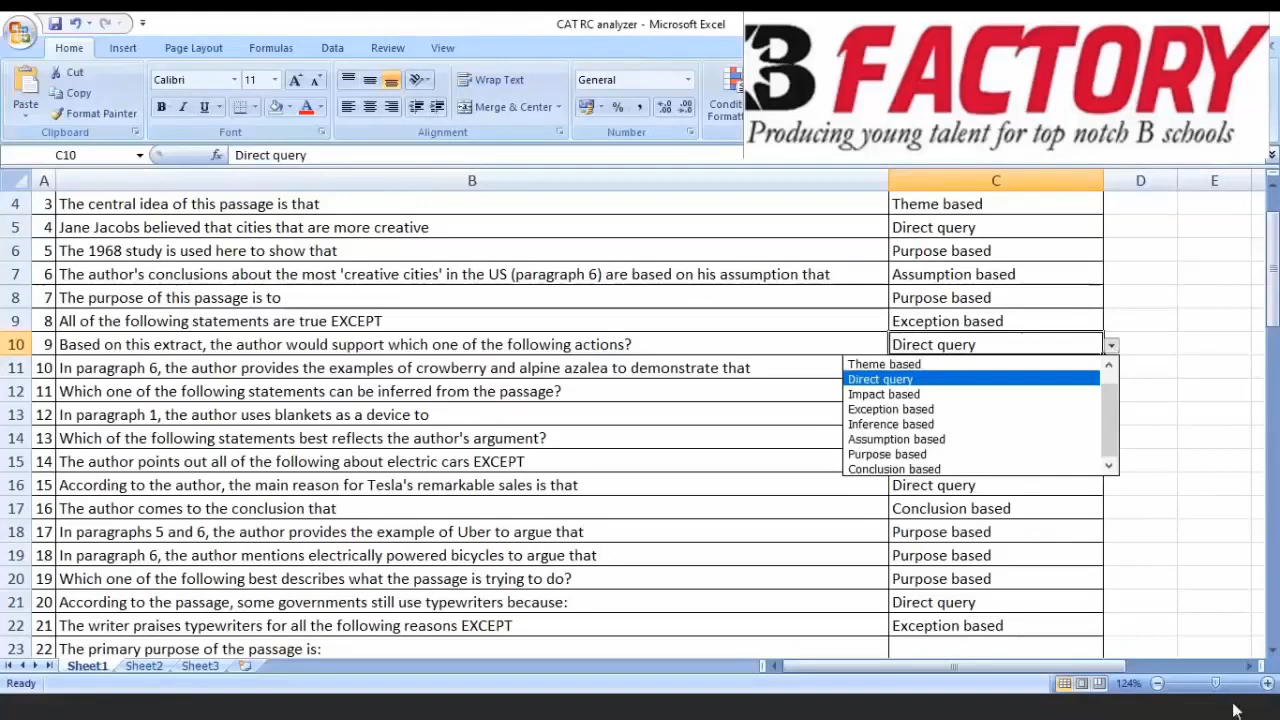 CAT RC analyzer - Microsoft Excel
Home Insert Page Layout Formulas Data Review View
B FACTORY
Producing young talent for top notch B schools
Paste
Cut
Copy
Format Painter
Clipboard
Calibri 11
B I U
Font
Wrap Text
Merge & Center
Alignment
General
Number
Condi
Format
C10 fx Direct query
A B C D E
4 3 The central idea of this passage is that Theme based
5 4 Jane Jacobs believed that cities that are more creative Direct query
6 5 The 1968 study is used here to show that Purpose based
7 6 The author's conclusions about the most 'creative cities' in the US (paragraph 6) are based on his assumption that Assumption based
8 7 The purpose of this passage is to Purpose based
9 8 All of the following statements are true EXCEPT Exception based
10 9 Based on this extract, the author would support which one of the following actions? Direct query
11 10 In paragraph 6, the author provides the examples of crowberry and alpine azalea to demonstrate that
12 11 Which one of the following statements can be inferred from the passage?
13 12 In paragraph 1, the author uses blankets as a device to
14 13 Which of the following statements best reflects the author's argument?
15 14 The author points out all of the following about electric cars EXCEPT
Theme based
Direct query
Impact based
Exception based
Inference based
Assumption based
Purpose based
Conclusion based
16 15 According to the author, the main reason for Tesla's remarkable sales is that Direct query
17 16 The author comes to the conclusion that Conclusion based
18 17 In paragraphs 5 and 6, the author provides the example of Uber to argue that Purpose based
19 18 In paragraph 6, the author mentions electrically powered bicycles to argue that Purpose based
20 19 Which one of the following best describes what the passage is trying to do? Purpose based
21 20 According to the passage, some governments still use typewriters because: Direct query
22 21 The writer praises typewriters for all the following reasons EXCEPT Exception based
23 22 The primary purpose of the passage is:
Sheet1 Sheet2 Sheet3
Ready 124%